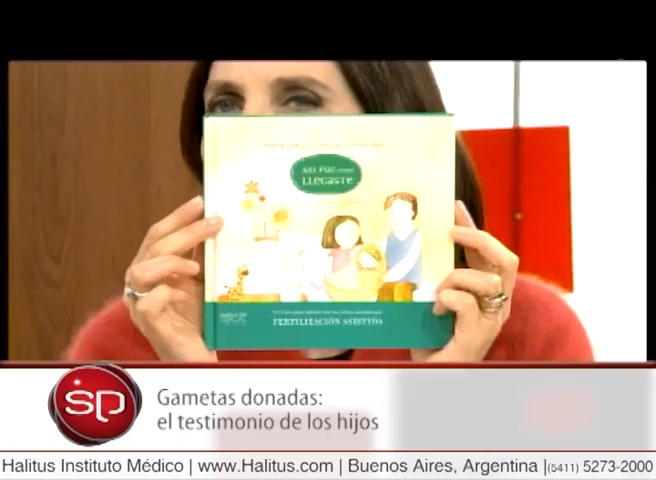 ASI FUE como
LLEGASTE
FERTILIZACIÓN ASISTIDA
sp
Gametas donadas:
el testimonio de los hijos
Halitus Instituto Médico | www.Halitus.com | Buenos Aires, Argentina |(5411) 5273-2000